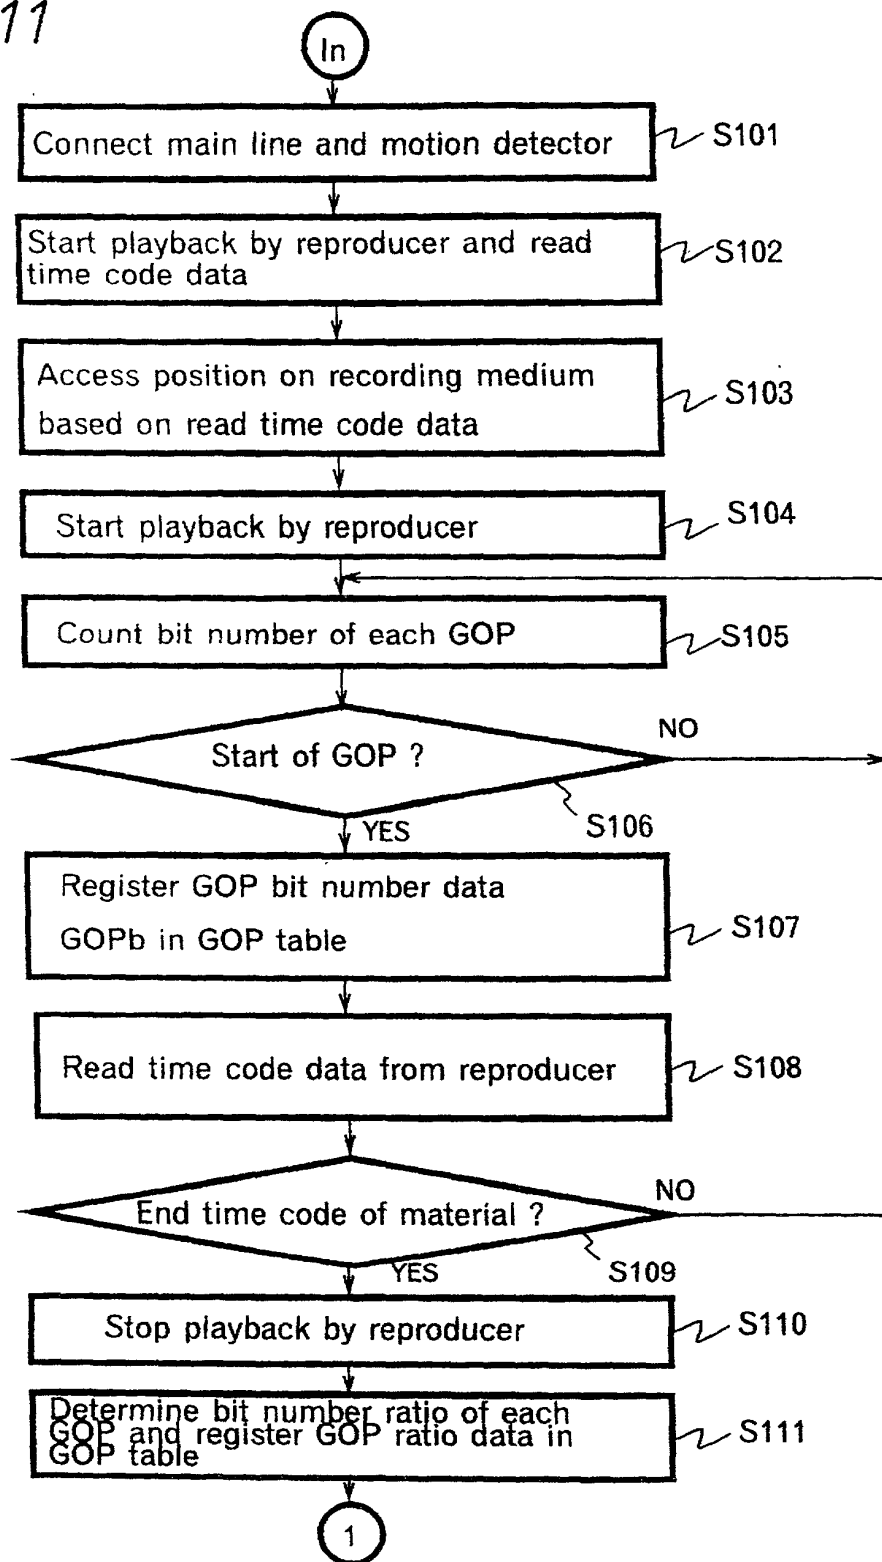 11
In
Connect main line and motion detector
S101
Start playback by reproducer and read
time code data
S102
Access position on recording medium
based on read time code data
S103
Start playback by reproducer
S104
Count bit number of each GOP
S105
Start of GOP ?
NO
S106
YES
Register GOP bit number data
GOPb in GOP table
S107
Read time code data from reproducer
S108
End time code of material ?
NO
S109
YES
Stop playback by reproducer
S110
Determine bit number ratio of each
GOP and register GOP ratio data in
GOP table
S111
1